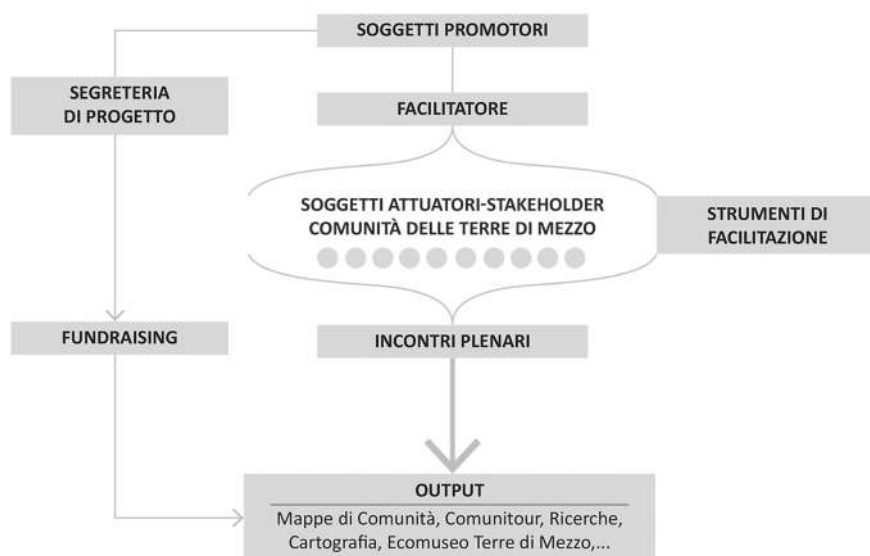 SOGGETTI PROMOTORI
SEGRETERIA
DI PROGETTO
FACILITATORE
SOGGETTI ATTUATORI-STAKEHOLDER
COMUNITÀ DELLE TERRE DI MEZZO
STRUMENTI DI
FACILITAZIONE
FUNDRAISING
INCONTRI PLENARI
OUTPUT
Mappe di Comunità, Comunitour, Ricerche,
Cartografia, Ecomuseo Terre di Mezzo,...